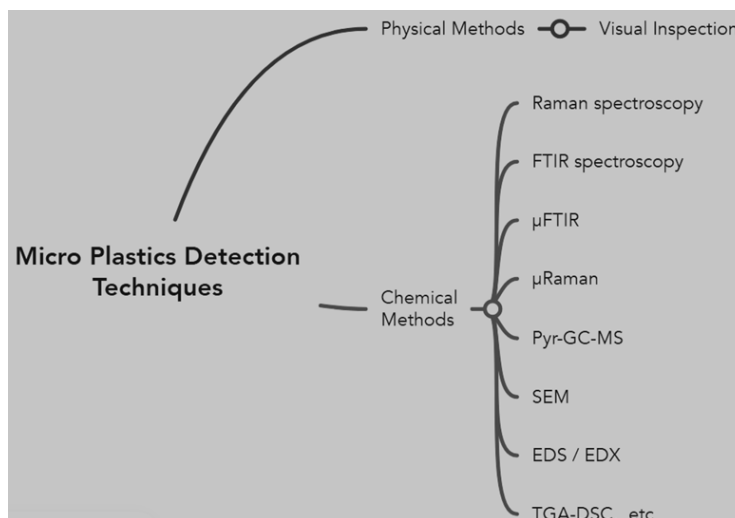 Physical Methods
Visual Inspection
Raman spectroscopy
FTIR spectroscopy
µFTIR
Micro Plastics Detection
Techniques
µRaman
Chemical
Methods
Pyr-GC-MS
SEM
EDS / EDX
TGA-DSC, etc